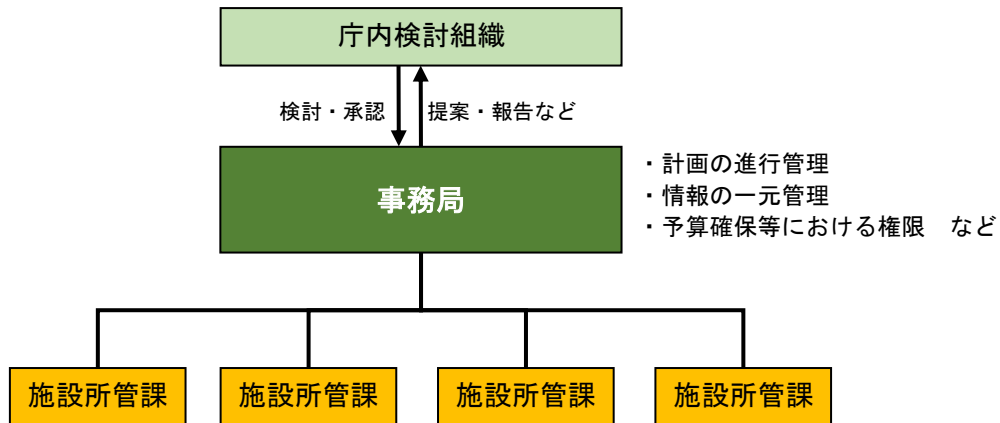 庁内検討組織
検討・承認
提案・報告など
事務局
・計画の進行管理
・情報の一元管理
・予算確保等における権限　など
施設所管課
施設所管課
施設所管課
施設所管課